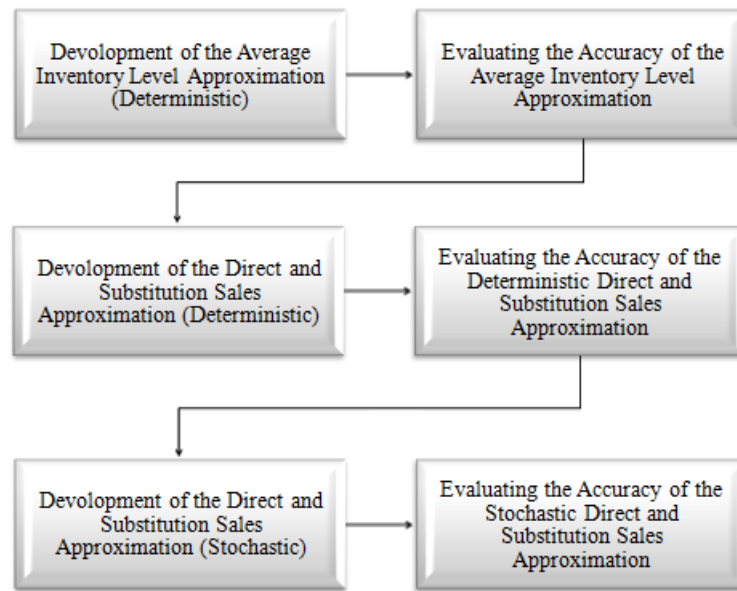 Devolopment of the Average
Inventory Level Approximation
(Deterministic)
Evaluating the Accuracy of the
Average Inventory Level
Approximation
Devolopment of the Direct and
Substitution Sales
Approximation (Deterministic)
Evaluating the Accuracy of the
Deterministic Direct and
Substitution Sales
Approximation
Devolopment of the Direct and
Substitution Sales
Approximation (Stochastic)
Evaluating the Accuracy of the
Stochastic Direct and
Substitution Sales
Approximation